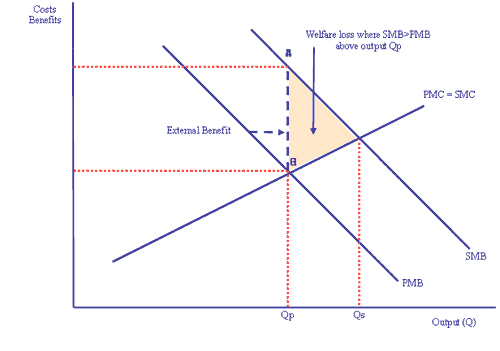 Costs
Benefits
Welfare loss where SMB>PMB
above output Qp
A
PMC = SMC
External Benefit
B
SMB
PMB
Qp
Qs
Output (Q)